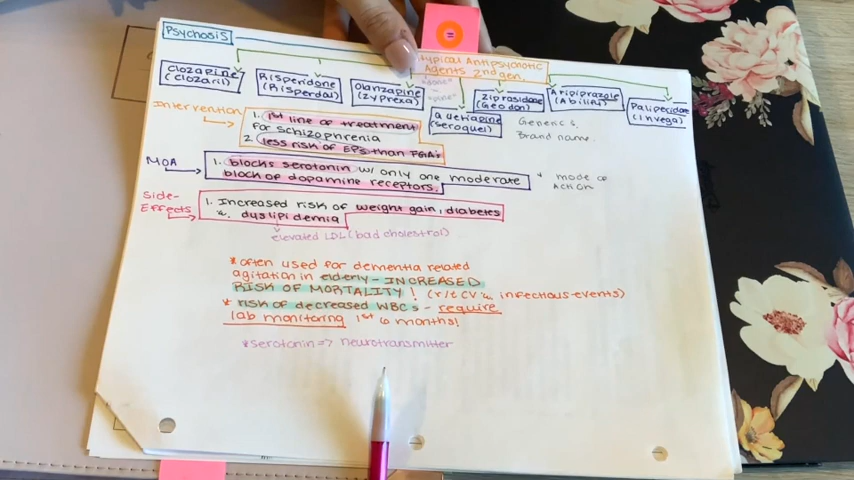 Psychosis
typical Antipsychotic
Agents 2nd gen.
Clozapine
(Clozaril)
Risperidone
(Risperdal)
Olanzapine
(Zyprexa)
Quetiapine
(Seroquel)
Ziprasidone
(Geodon)
Aripiprazole
(Abilify)
Paliperidone
(Invega)
Generic &
Brand name.
Intervention
1. 1st line of treatment
for schizophrenia
2. less risk of EPS than FGA's
MOA
1. blocks serotonin w/ only one moderate
block of dopamine receptors.
* mode of
Action
Side-
Effects
1. Increased risk of weight gain, diabetes
& dyslipidemia
elevated LDL (bad cholestral)
*often used for dementia related
agitation in elderly - INCREASED
RISK OF MORTALITY! (r/t CV & infectious events)
* risk of decreased WBCs - require
lab monitoring 1st 6 months!
*serotonin => neurotransmitter